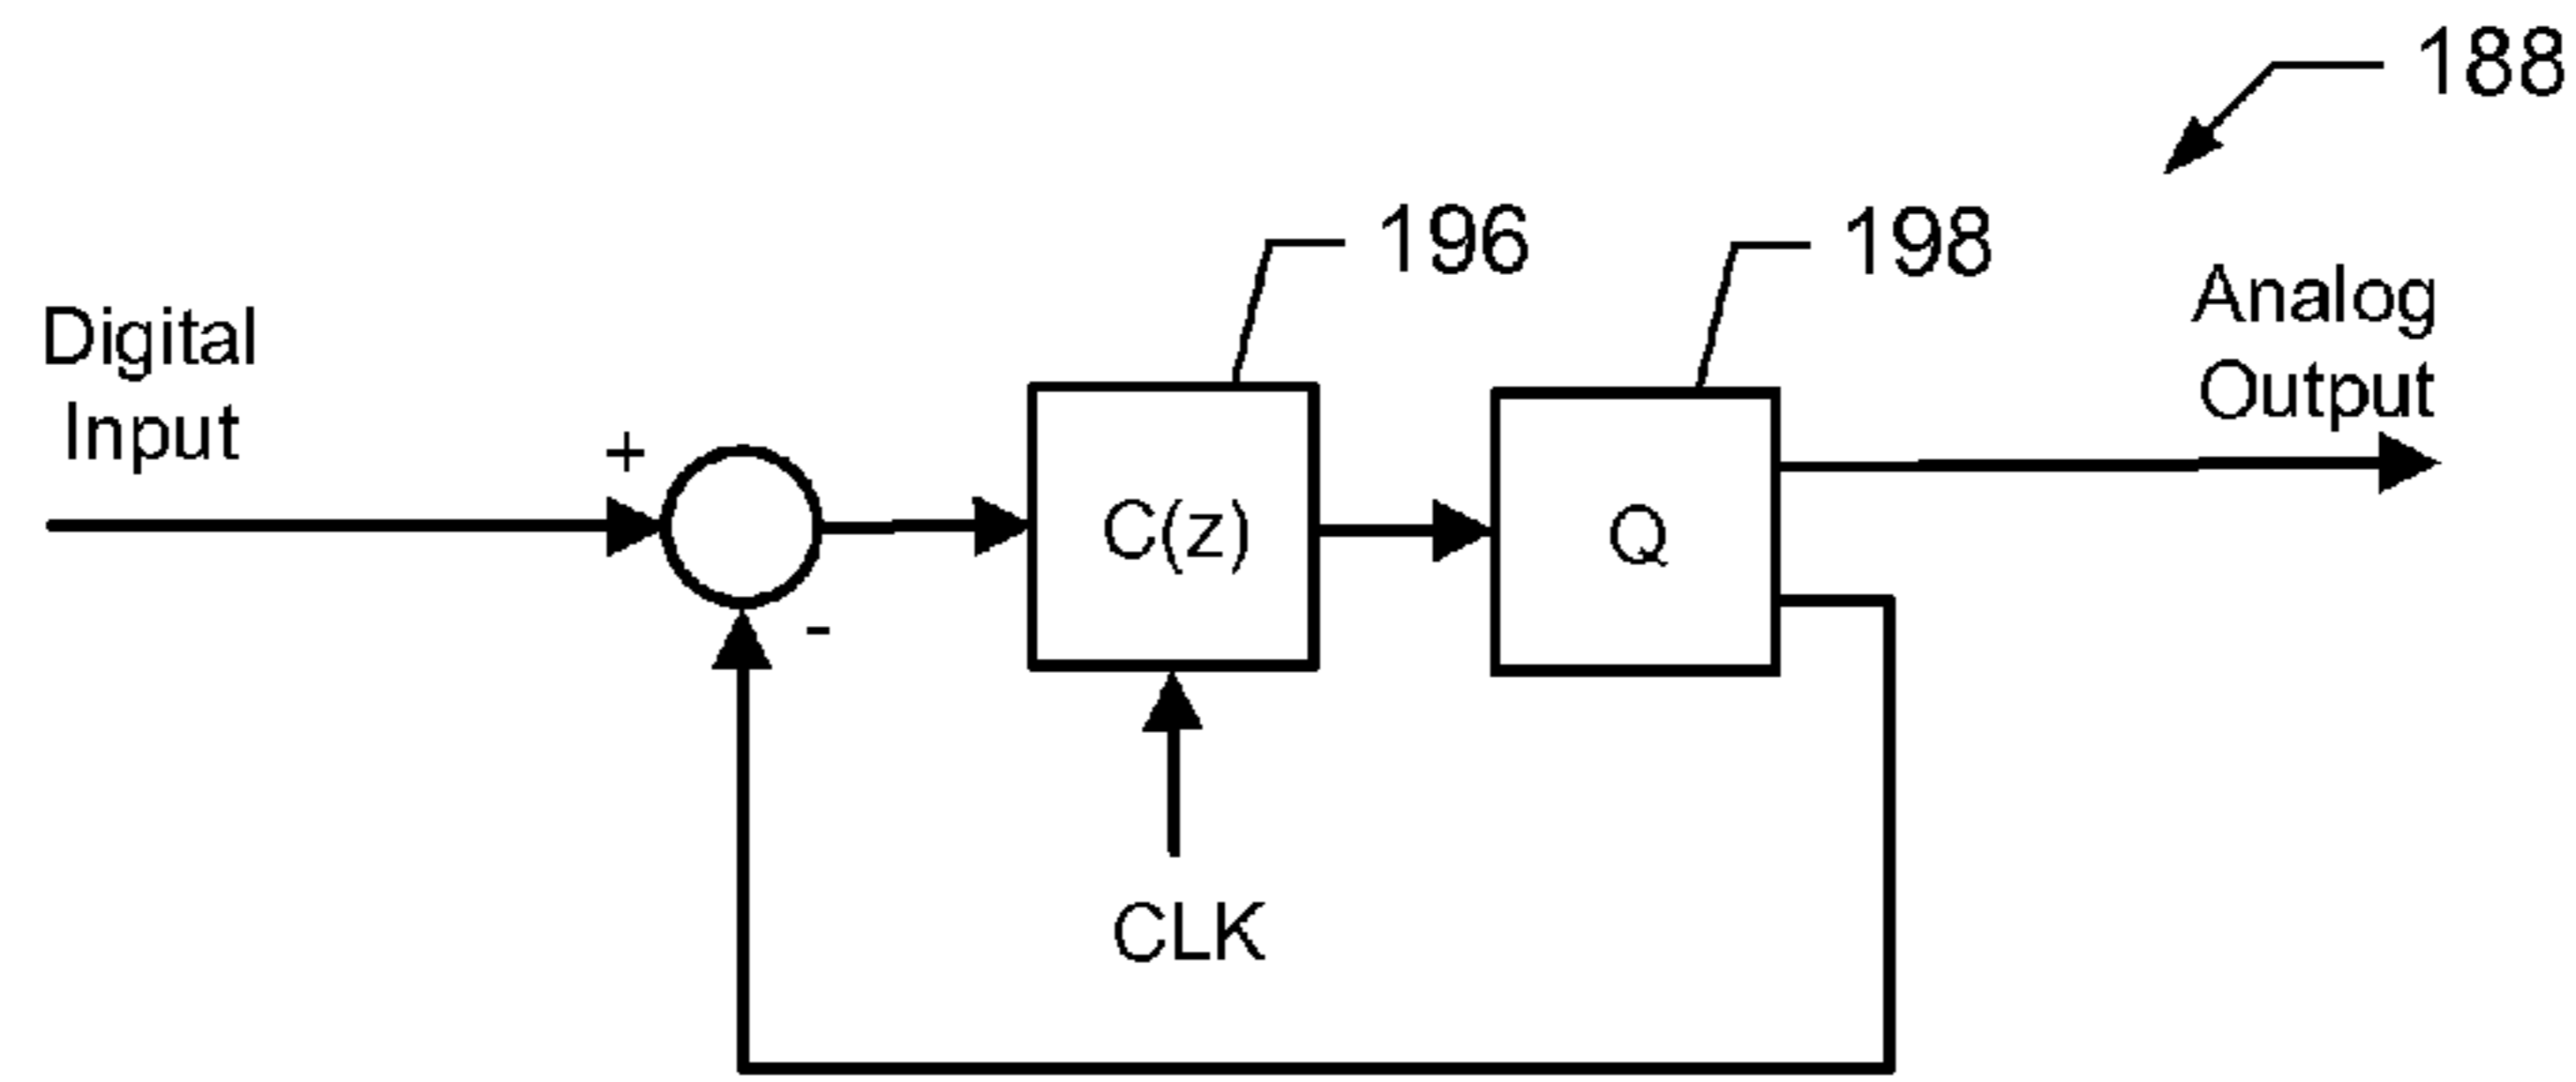 188
196
198
Analog
Output
Digital
Input
+
C(z)
Q
-
CLK